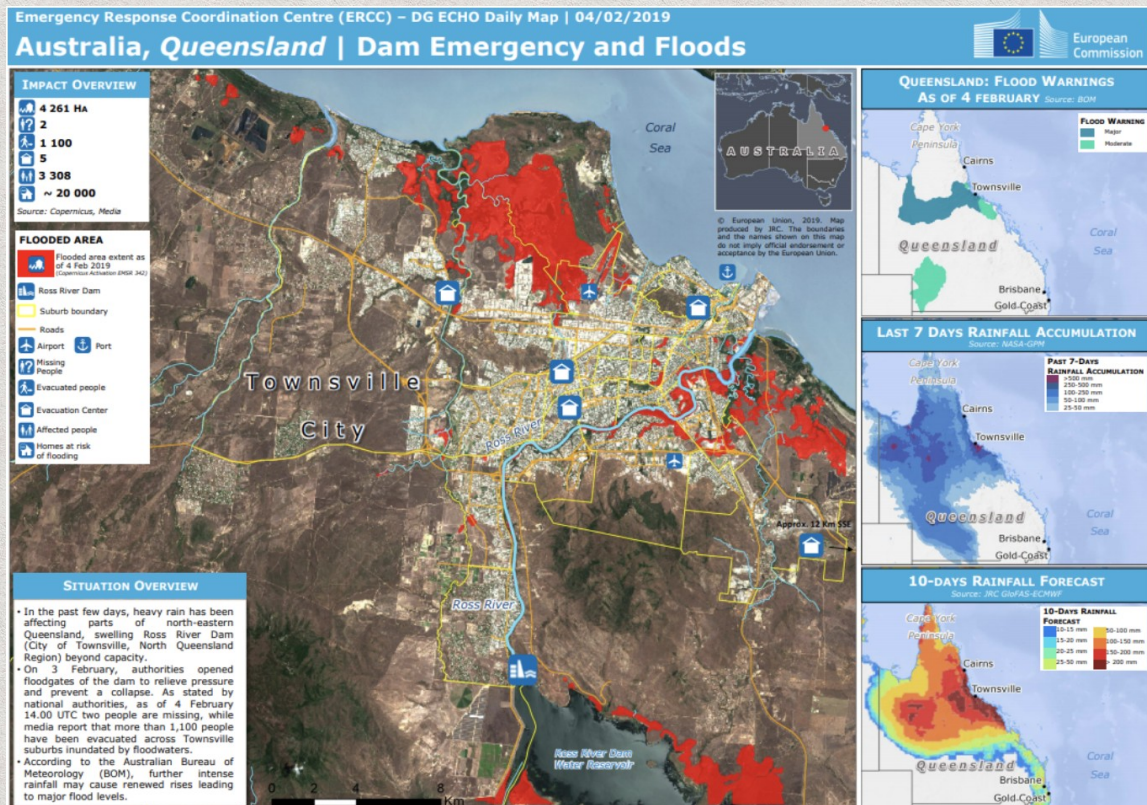 Emergency Response Coordination Centre (ERCC) – DG ECHO Daily Map | 04/02/2019
Australia, Queensland | Dam Emergency and Floods
European
Commission
IMPACT OVERVIEW
4 261 HA
2
1 100
5
3 308
~ 20 000
Source: Copernicus, Media
FLOODED AREA
Flooded area extent as
of 4 Feb 2019
(Copernicus Activation EMSR 342)
Ross River Dam
Suburb boundary
Roads
Airport
Port
Missing
People
Evacuated people
Evacuation Center
Affected people
Homes at risk
of flooding
SITUATION OVERVIEW
• In the past few days, heavy rain has been
affecting parts of north-eastern
Queensland, swelling Ross River Dam
(City of Townsville, North Queensland
Region) beyond capacity.
• On 3 February, authorities opened
floodgates of the dam to relieve pressure
and prevent a collapse. As stated by
national authorities, as of 4 February
14.00 UTC two people are missing, while
media report that more than 1,100 people
have been evacuated across Townsville
suburbs inundated by floodwaters.
• According to the Australian Bureau of
Meteorology (BOM), further intense
rainfall may cause renewed rises leading
to major flood levels.
Coral
Sea
AUSTRALIA
© European Union, 2019. Map
produced by JRC. The boundaries
and the names shown on this map
do not imply official endorsement or
acceptance by the European Union.
Townsville
City
Ross River
Approx. 12 Km SSE
Ross River
Ross River Dam
Water Reservoir
0 2 4 8
Km
QUEENSLAND: FLOOD WARNINGS
AS OF 4 FEBRUARY Source: BOM
FLOOD WARNING
Major
Moderate
Cape York
Peninsula
Cairns
Townsville
Queensland
Coral
Sea
Brisbane
Gold-Coast
LAST 7 DAYS RAINFALL ACCUMULATION
Source: NASA-GPM
PAST 7-DAYS
RAINFALL ACCUMULATION
>500 mm
250-500 mm
100-250 mm
50-100 mm
25-50 mm
Cape York
Peninsula
Cairns
Townsville
Queensland
Coral
Sea
Brisbane
Gold-Coast
10-DAYS RAINFALL FORECAST
Source: JRC GloFAS-ECMWF
10-DAYS RAINFALL
FORECAST
10-15 mm
15-20 mm
20-25 mm
25-50 mm
50-100 mm
100-150 mm
150-200 mm
> 200 mm
Cape York
Peninsula
Cairns
Townsville
Queensland
Coral
Sea
Brisbane
Gold-Coast